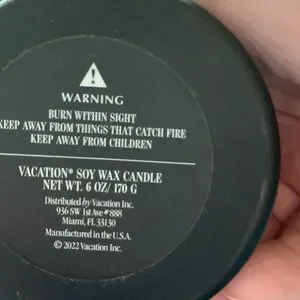 WARNING
BURN WITHIN SIGHT
KEEP AWAY FROM THINGS THAT CATCH FIRE
KEEP AWAY FROM CHILDREN
VACATION® SOY WAX CANDLE
NET WT. 6 OZ/ 170 G
Distributed by Vacation Inc.
936 SW 1st Ave # 888
Miami, FL 33130
Manufactured in the U.S.A.
© 2022 Vacation Inc.